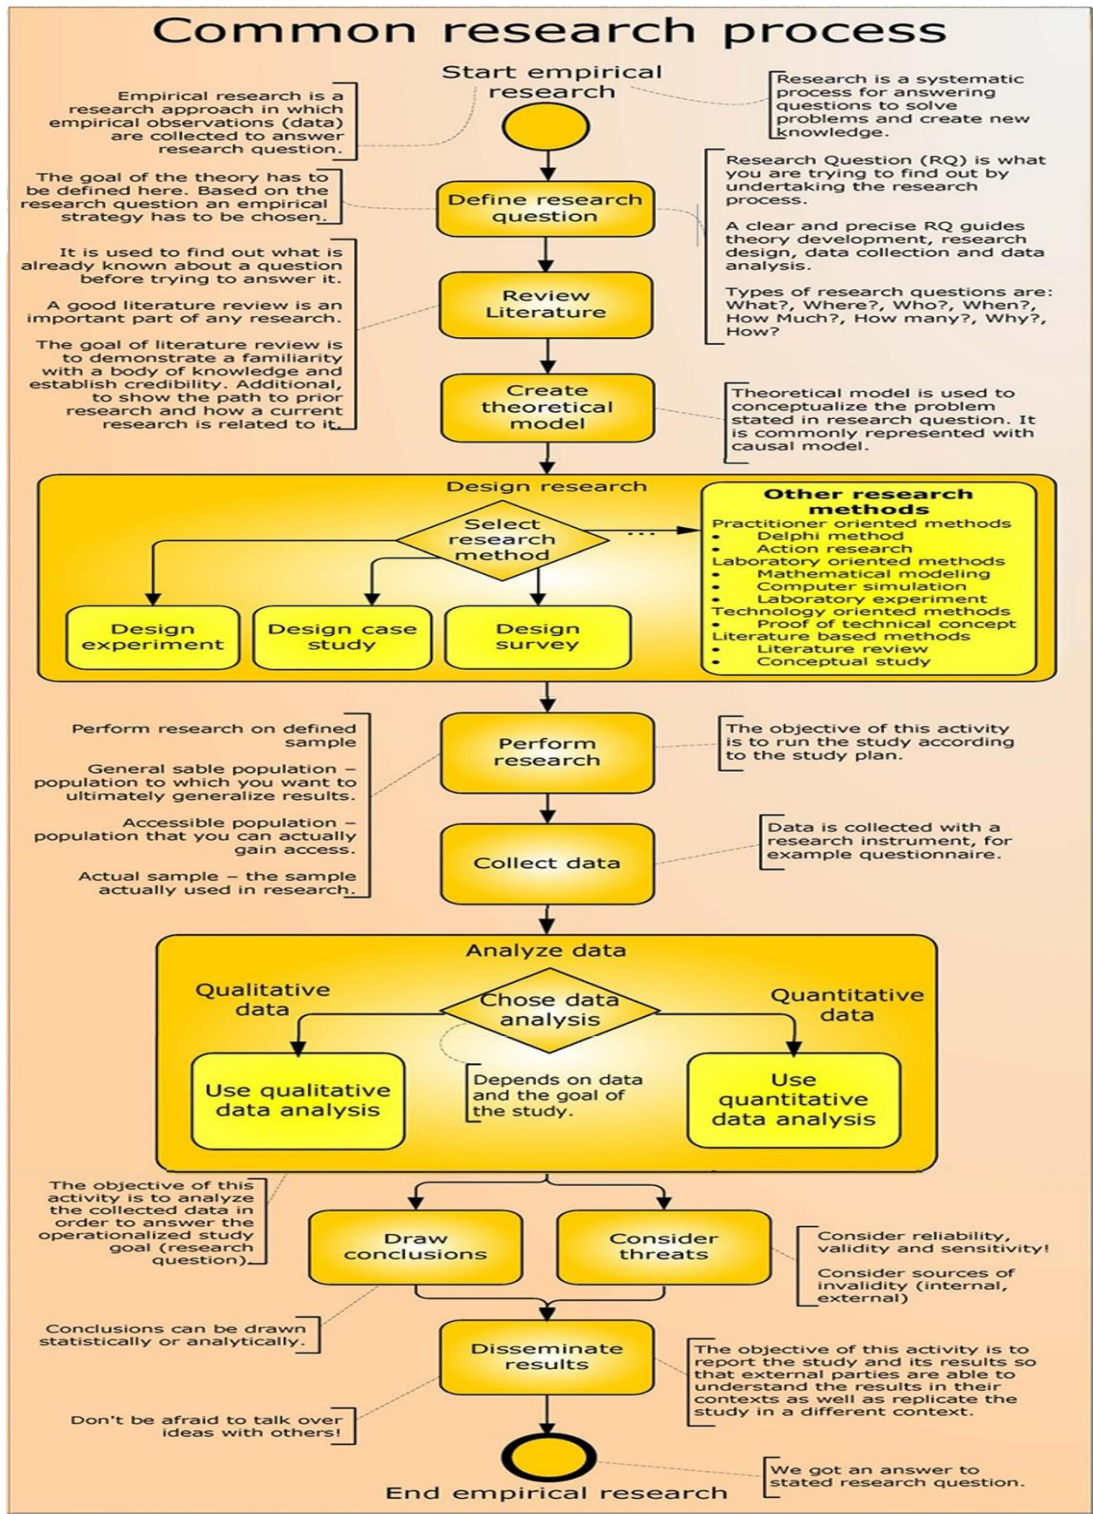 Common research process
Start empirical
research
Empirical research is a
research approach in which
empirical observations (data)
are collected to answer
research question.
Research is a systematic
process for answering
questions to solve
problems and create new
knowledge.
The goal of the theory has to
be defined here. Based on the
research question an empirical
strategy has to be chosen.
Define research
question
Research Question (RQ) is what
you are trying to find out by
undertaking the research
process.
A clear and precise RQ guides
theory development, research
design, data collection and data
analysis.
Types of research questions are:
What?, Where?, Who?, When?,
How Much?, How many?, Why?,
How?
It is used to find out what is
already known about a question
before trying to answer it.
A good literature review is an
important part of any research.
The goal of literature review is
to demonstrate a familiarity
with a body of knowledge and
establish credibility. Additional,
to show the path to prior
research and how a current
research is related to it.
Review
Literature
Create
theoretical
model
Theoretical model is used to
conceptualize the problem
stated in research question. It
is commonly represented with
causal model.
Design research
Select
research
method
...
Design
experiment
Design case
study
Design
survey
Other research
methods
Practitioner oriented methods
• Delphi method
• Action research
Laboratory oriented methods
• Mathematical modeling
• Computer simulation
• Laboratory experiment
Technology oriented methods
• Proof of technical concept
Literature based methods
• Literature review
• Conceptual study
Perform research on defined
sample
General sable population –
population to which you want to
ultimately generalize results.
Accessible population –
population that you can actually
gain access.
Actual sample – the sample
actually used in research.
Perform
research
The objective of this activity
is to run the study according
to the study plan.
Collect data
Data is collected with a
research instrument, for
example questionnaire.
Analyze data
Qualitative
data
Chose data
analysis
Quantitative
data
Use qualitative
data analysis
Depends on data
and the goal of
the study.
Use
quantitative
data analysis
The objective of this
activity is to analyze
the collected data in
order to answer the
operationalized study
goal (research
question).
Draw
conclusions
Consider
threats
Consider reliability,
validity and sensitivity!
Consider sources of
invalidity (internal,
external)
Conclusions can be drawn
statistically or analytically.
Disseminate
results
The objective of this activity is to
report the study and its results so
that external parties are able to
understand the results in their
contexts as well as replicate the
study in a different context.
Don't be afraid to talk over
ideas with others!
End empirical research
We got an answer to
stated research question.